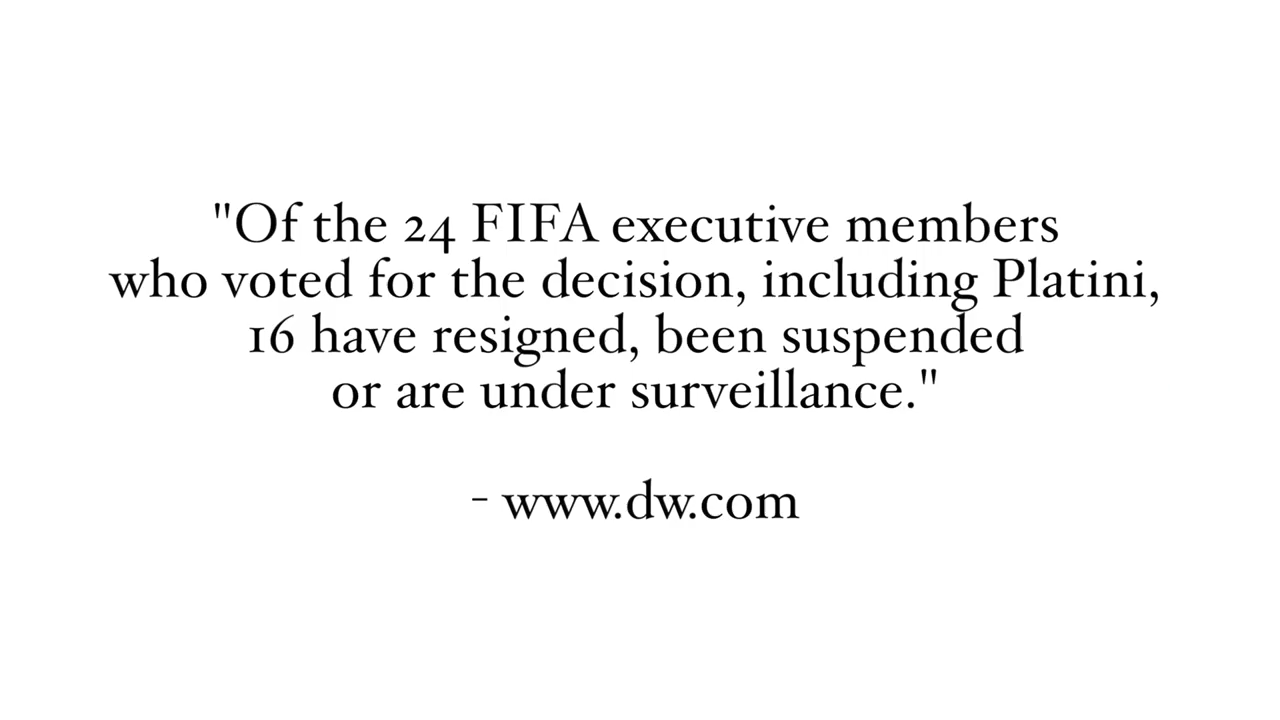 "Of the 24 FIFA executive members
who voted for the decision, including Platini,
16 have resigned, been suspended
or are under surveillance."
- www.dw.com